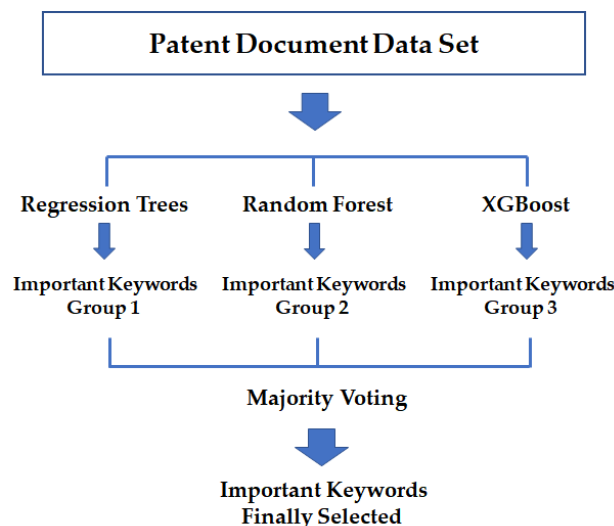 Patent Document Data Set
Regression Trees
Random Forest
XGBoost
Important Keywords
Group 1
Important Keywords
Group 2
Important Keywords
Group 3
Majority Voting
Important Keywords
Finally Selected